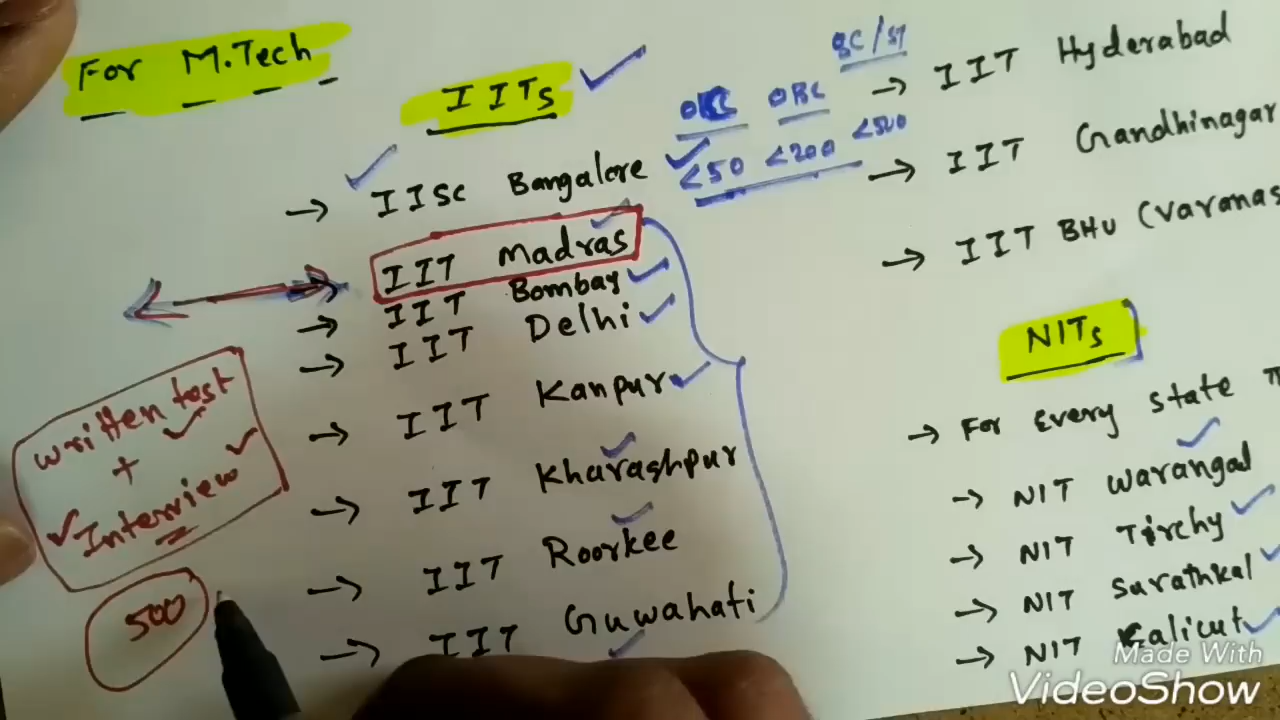 For M.Tech
IITs
IISc Bangalore
IIT Madras
IIT Bombay
IIT Delhi
IIT Kanpur
IIT Kharashpur
IIT Roorkee
IIT Guwahati
written test
+
Interview
500
OBC SC/ST
<50 <200 <500
IIT Hyderabad
IIT Gandhinagar
IIT BHU (Varanas
NITs
For Every state
NIT Warangal
NIT Tirchy
NIT Surathkal
NIT Calicut
Made With
VideoShow